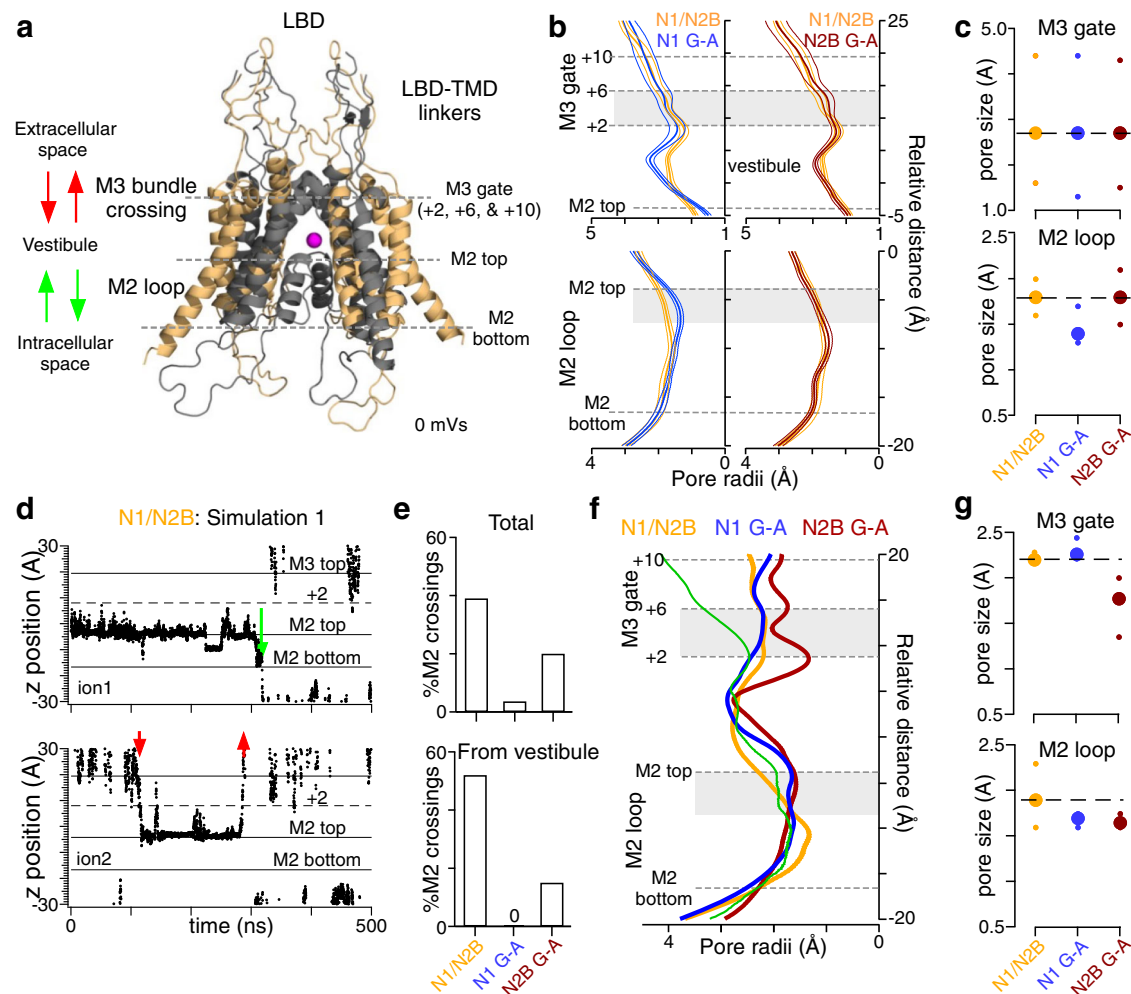 a
LBD
LBD-TMD
linkers
Extracellular
space
M3 bundle
crossing
M3 gate
(+2, +6, & +10)
Vestibule
M2 top
M2 loop
M2
bottom
Intracellular
space
0 mVs
b
N1/N2B
N1 G-A
N1/N2B
N2B G-A
25
+10
+6
+2
M3 gate
vestibule
M2 top
-5
5
1
5
1
0
M2 top
M2 loop
M2
bottom
-20
4
0
4
0
Pore radii (Å)
Relative distance (Å)
c
M3 gate
5.0
pore size (Å)
1.0
M2 loop
2.5
pore size (Å)
0.5
N1/N2B
N1 G-A
N2B G-A
d
N1/N2B: Simulation 1
30
M3 top
+2
M2 top
M2 bottom
ion1
-30
z position (Å)
30
+2
M2 top
M2 bottom
ion2
-30
z position (Å)
0
time (ns)
500
e
Total
60
0
%M2 crossings
From vestibule
60
0
0
%M2 crossings
N1/N2B
N1 G-A
N2B G-A
f
N1/N2B
N1 G-A
N2B G-A
20
+10
+6
+2
M3 gate
M2 top
M2 loop
M2
bottom
-20
4
0
Pore radii (Å)
Relative distance (Å)
g
M3 gate
2.5
pore size (Å)
0.5
M2 loop
2.5
pore size (Å)
0.5
N1/N2B
N1 G-A
N2B G-A